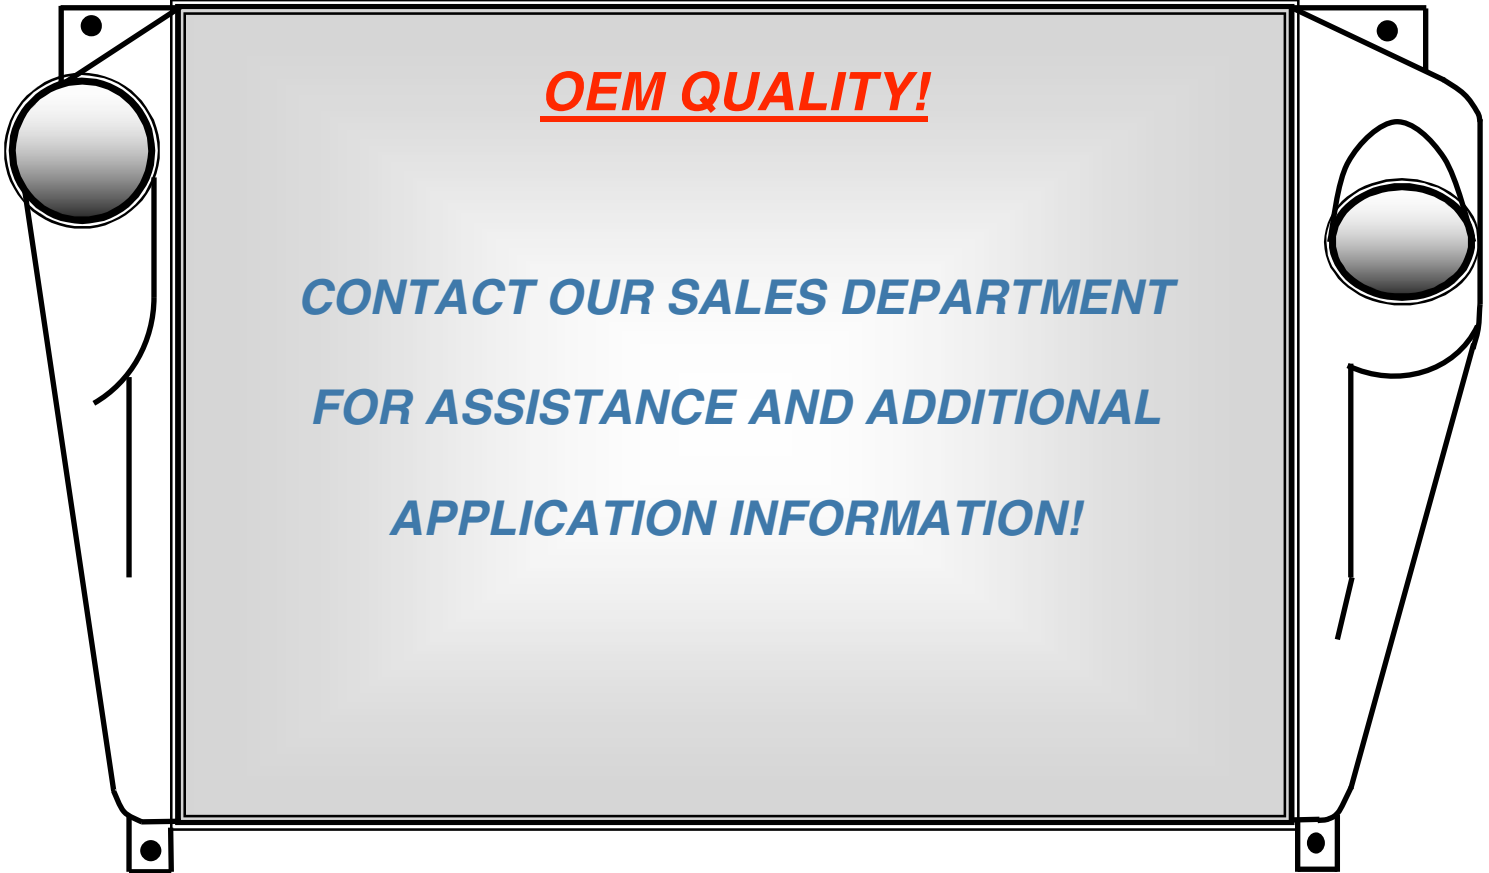 OEM QUALITY!
CONTACT OUR SALES DEPARTMENT
FOR ASSISTANCE AND ADDITIONAL
APPLICATION INFORMATION!